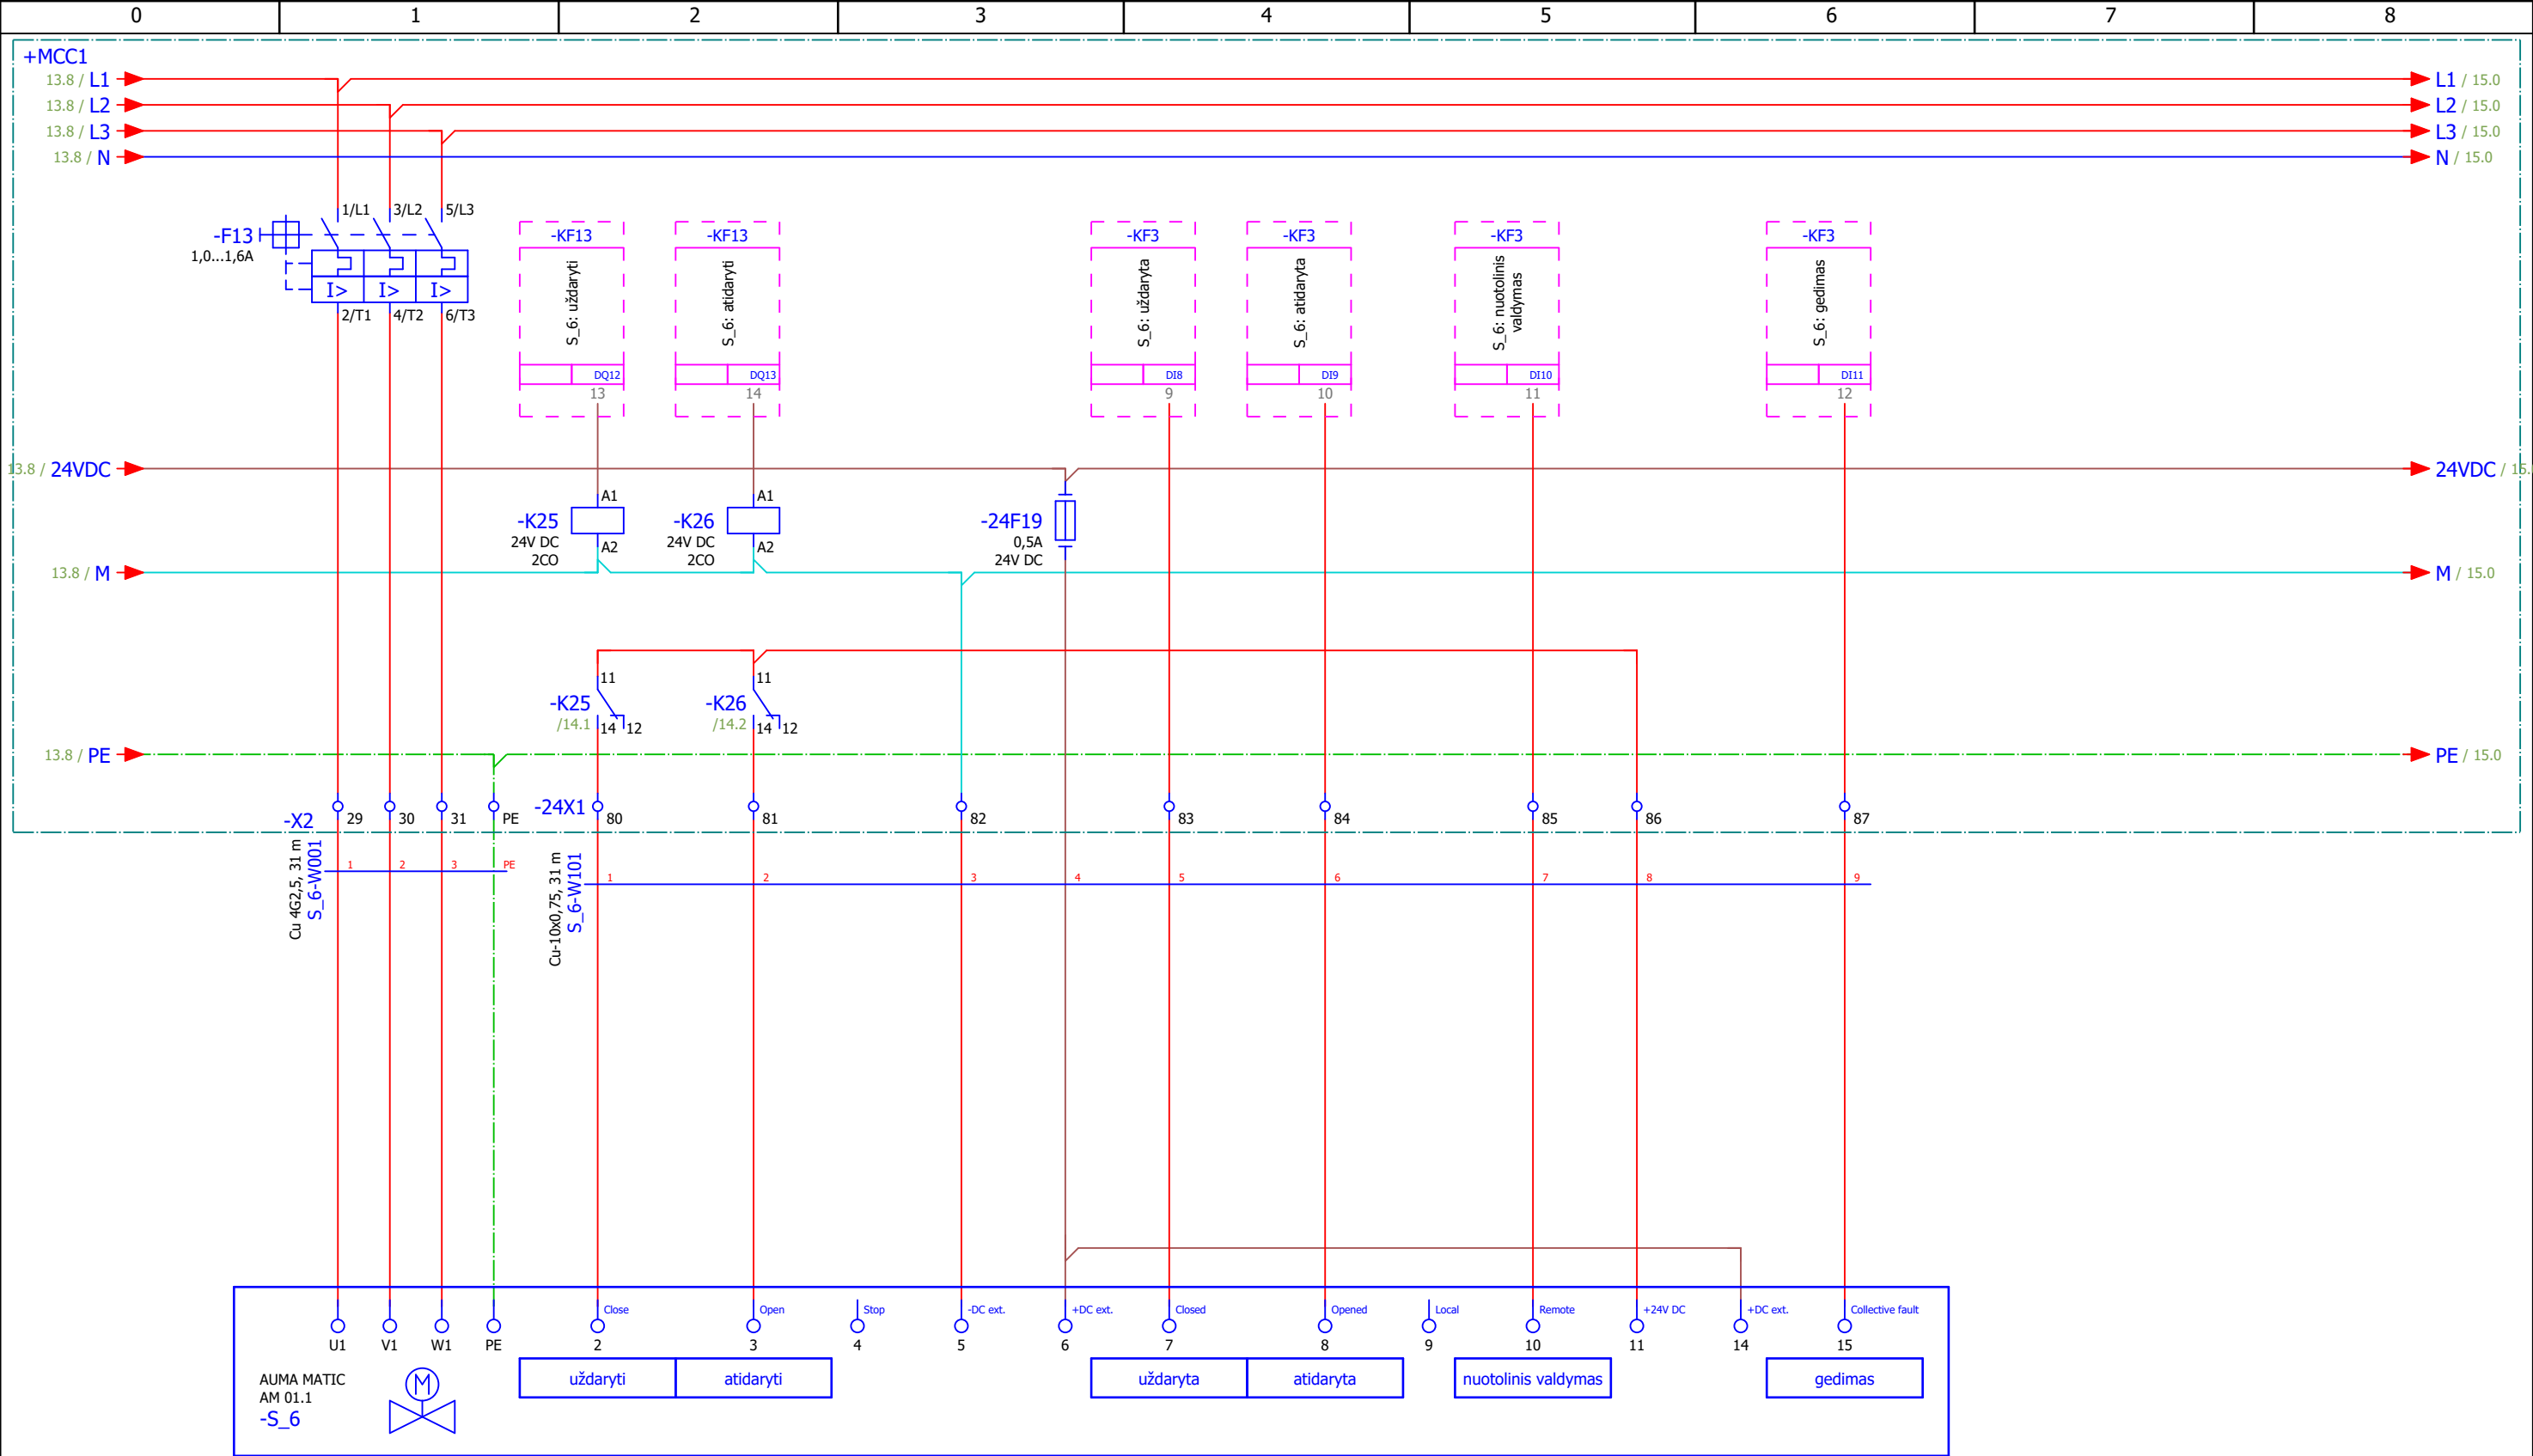 0 1 2 3 4 5 6 7 8
+MCC1
13.8 / L1 L1 / 15.0
13.8 / L2 L2 / 15.0
13.8 / L3 L3 / 15.0
13.8 / N N / 15.0
1/L1 3/L2 5/L3
-F13
1,0...1,6A
I> I> I>
2/T1 4/T2 6/T3
-KF13
S_6: uždaryti
DQ12
13
-KF13
S_6: atidaryti
DQ13
14
-KF3
S_6: uždaryta
DI8
9
-KF3
S_6: atidaryta
DI9
10
-KF3
S_6: nuotolinis
valdymas
DI10
11
-KF3
S_6: gedimas
DI11
12
13.8 / 24VDC 24VDC / 15.
A1
-K25
24V DC
2CO
A2
A1
-K26
24V DC
2CO
A2
-24F19
0,5A
24V DC
13.8 / M M / 15.0
11
-K25
/14.1
14 12
11
-K26
/14.2
14 12
13.8 / PE PE / 15.0
-X2 29 30 31 PE
-24X1 80 81 82 83 84 85 86 87
Cu 4G2,5, 31 m
S_6-W001
1 2 3 PE
Cu-10x0,75, 31 m
S_6-W101
1 2 3 4 5 6 7 8 9
Close Open Stop -DC ext. +DC ext. Closed Opened Local Remote +24V DC +DC ext. Collective fault
U1 V1 W1 PE 2 3 4 5 6 7 8 9 10 11 14 15
uždaryti atidaryti uždaryta atidaryta nuotolinis valdymas gedimas
AUMA MATIC
AM 01.1
-S_6
M